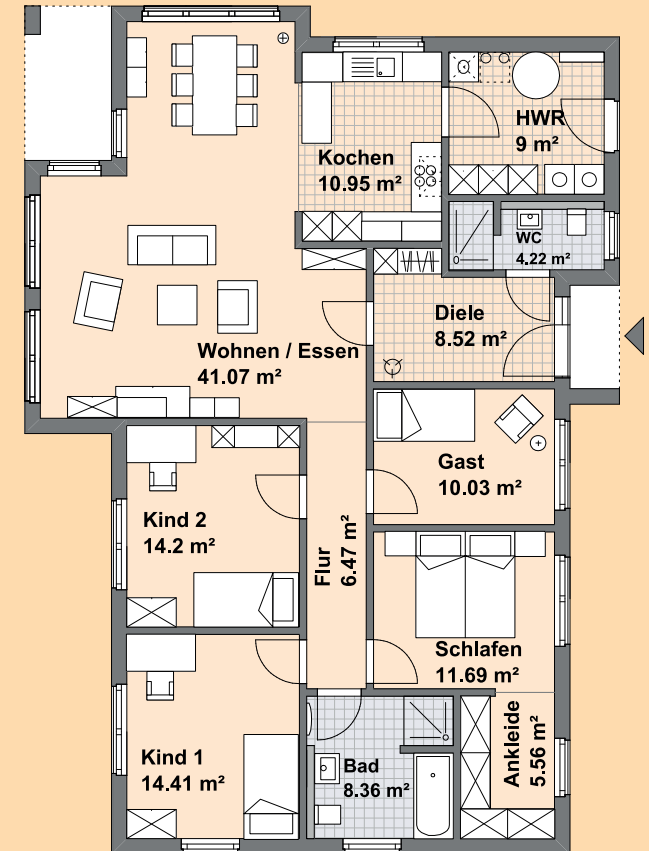 HWR
9 m²
Kochen
10.95 m²
WC
4.22 m²
Diele
8.52 m²
Wohnen / Essen
41.07 m²
Gast
10.03 m²
Kind 2
14.2 m²
Flur
6.47 m²
Schlafen
11.69 m²
Ankleide
5.56 m²
Kind 1
14.41 m²
Bad
8.36 m²